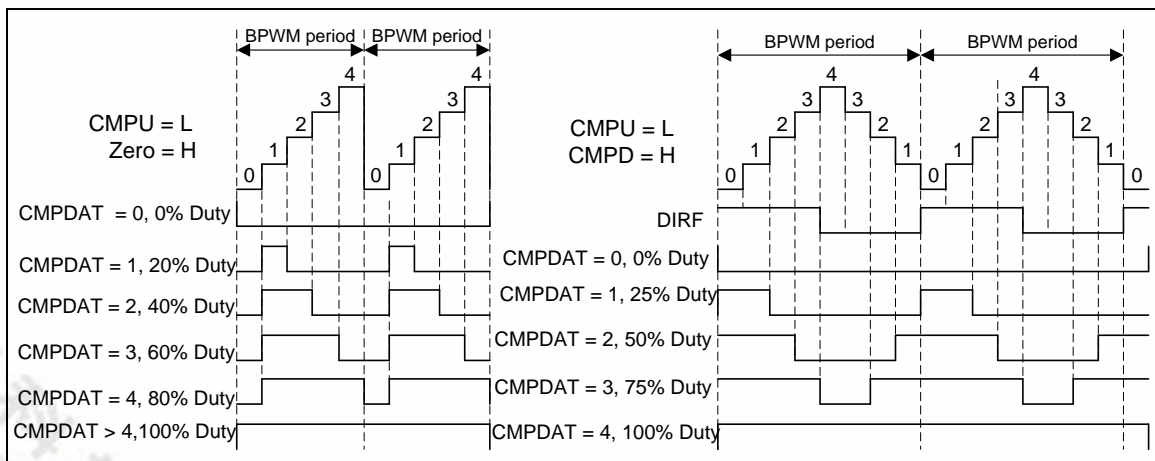 BPWM period BPWM period
4 4
3 3
2 2
1 1
0 0
CMPU = L
Zero = H
CMPDAT = 0, 0% Duty
CMPDAT = 1, 20% Duty
CMPDAT = 2, 40% Duty
CMPDAT = 3, 60% Duty
CMPDAT = 4, 80% Duty
CMPDAT > 4,100% Duty
BPWM period BPWM period
4 4
3 3 3 3
2 2 2 2
1 1 1 1
0 0 0
CMPU = L
CMPD = H
DIRF
CMPDAT = 0, 0% Duty
CMPDAT = 1, 25% Duty
CMPDAT = 2, 50% Duty
CMPDAT = 3, 75% Duty
CMPDAT = 4, 100% Duty